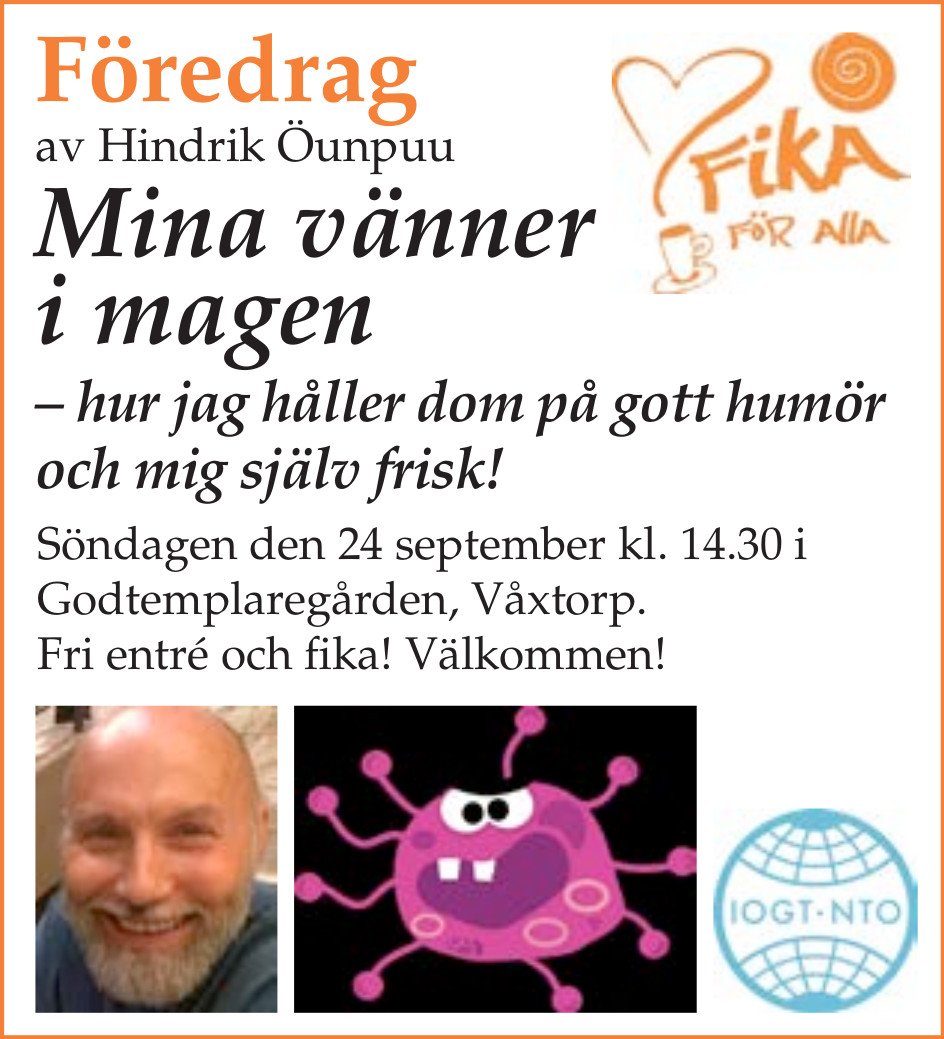 Föredrag
av Hindrik Öunpuu
Mina vänner
i magen
– hur jag håller dom på gott humör
och mig själv frisk!
Söndagen den 24 september kl. 14.30 i
Godtemplaregården, Våxtorp.
Fri entré och fika! Välkommen!
FiKA
FöR ALLA
IOGT-NTO